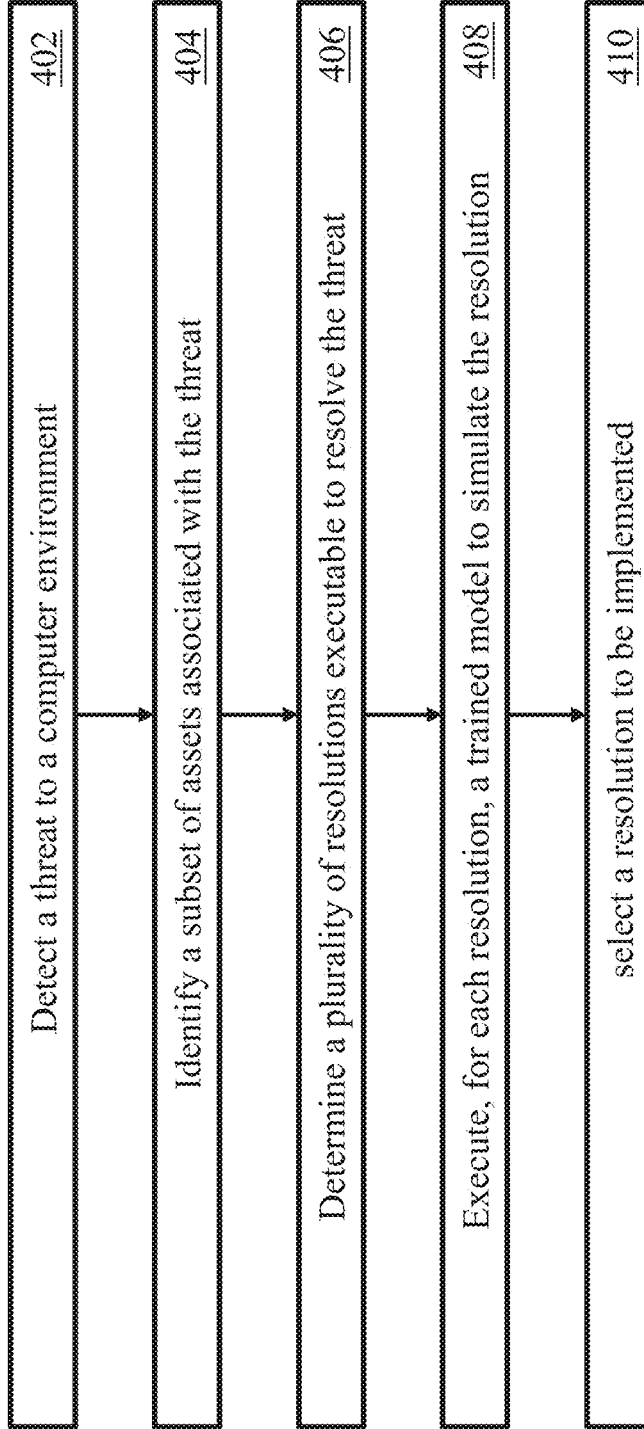 Detect a threat to a computer environment 402
Identify a subset of assets associated with the threat 404
Determine a plurality of resolutions executable to resolve the threat 406
Execute, for each resolution, a trained model to simulate the resolution 408
select a resolution to be implemented 410